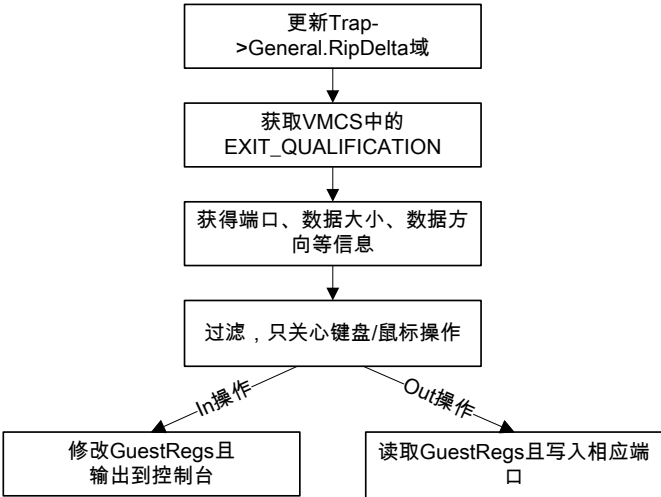 更新Trap-
>General.RipDelta域
获取VMCS中的
EXIT_QUALIFICATION
获得端口、数据大小、数据方
向等信息
过滤，只关心键盘/鼠标操作
In操作
Out操作
修改GuestRegs且
输出到控制台
读取GuestRegs且写入相应端
口